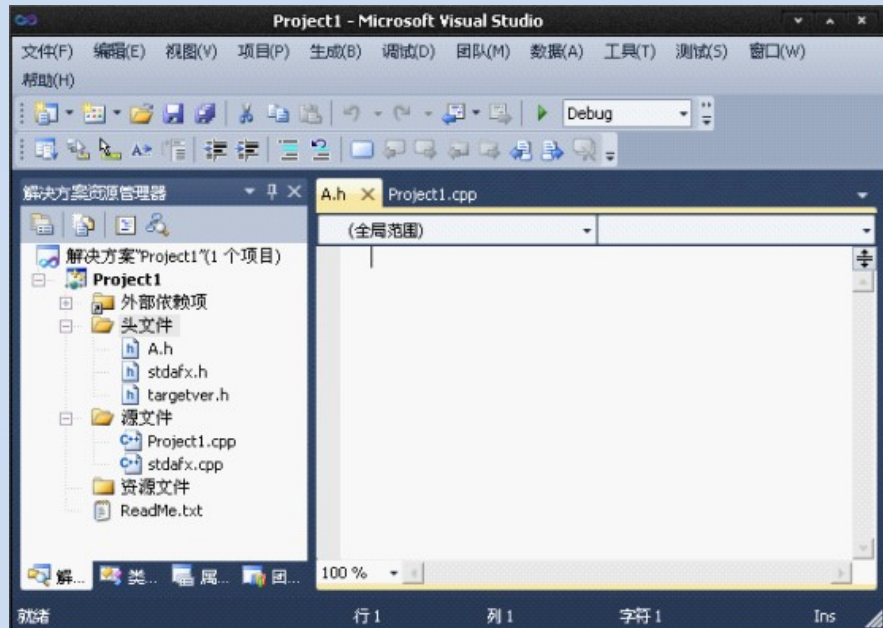 Project1 - Microsoft Visual Studio
文件(F) 编辑(E) 视图(V) 项目(P) 生成(B) 调试(D) 团队(M) 数据(A) 工具(T) 测试(S) 窗口(W)
帮助(H)
Debug
解决方案资源管理器
A.h Project1.cpp
(全局范围)
解决方案"Project1"(1 个项目)
Project1
外部依赖项
头文件
A.h
stdafx.h
targetver.h
源文件
Project1.cpp
stdafx.cpp
资源文件
ReadMe.txt
解... 类... 属... 团...
100 %
就绪 行 1 列 1 字符 1 Ins